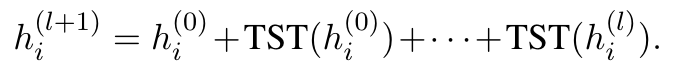 h_i^{(l+1)} = h_i^{(0)} + TST(h_i^{(0)}) + ··· + TST(h_i^{(l)}).